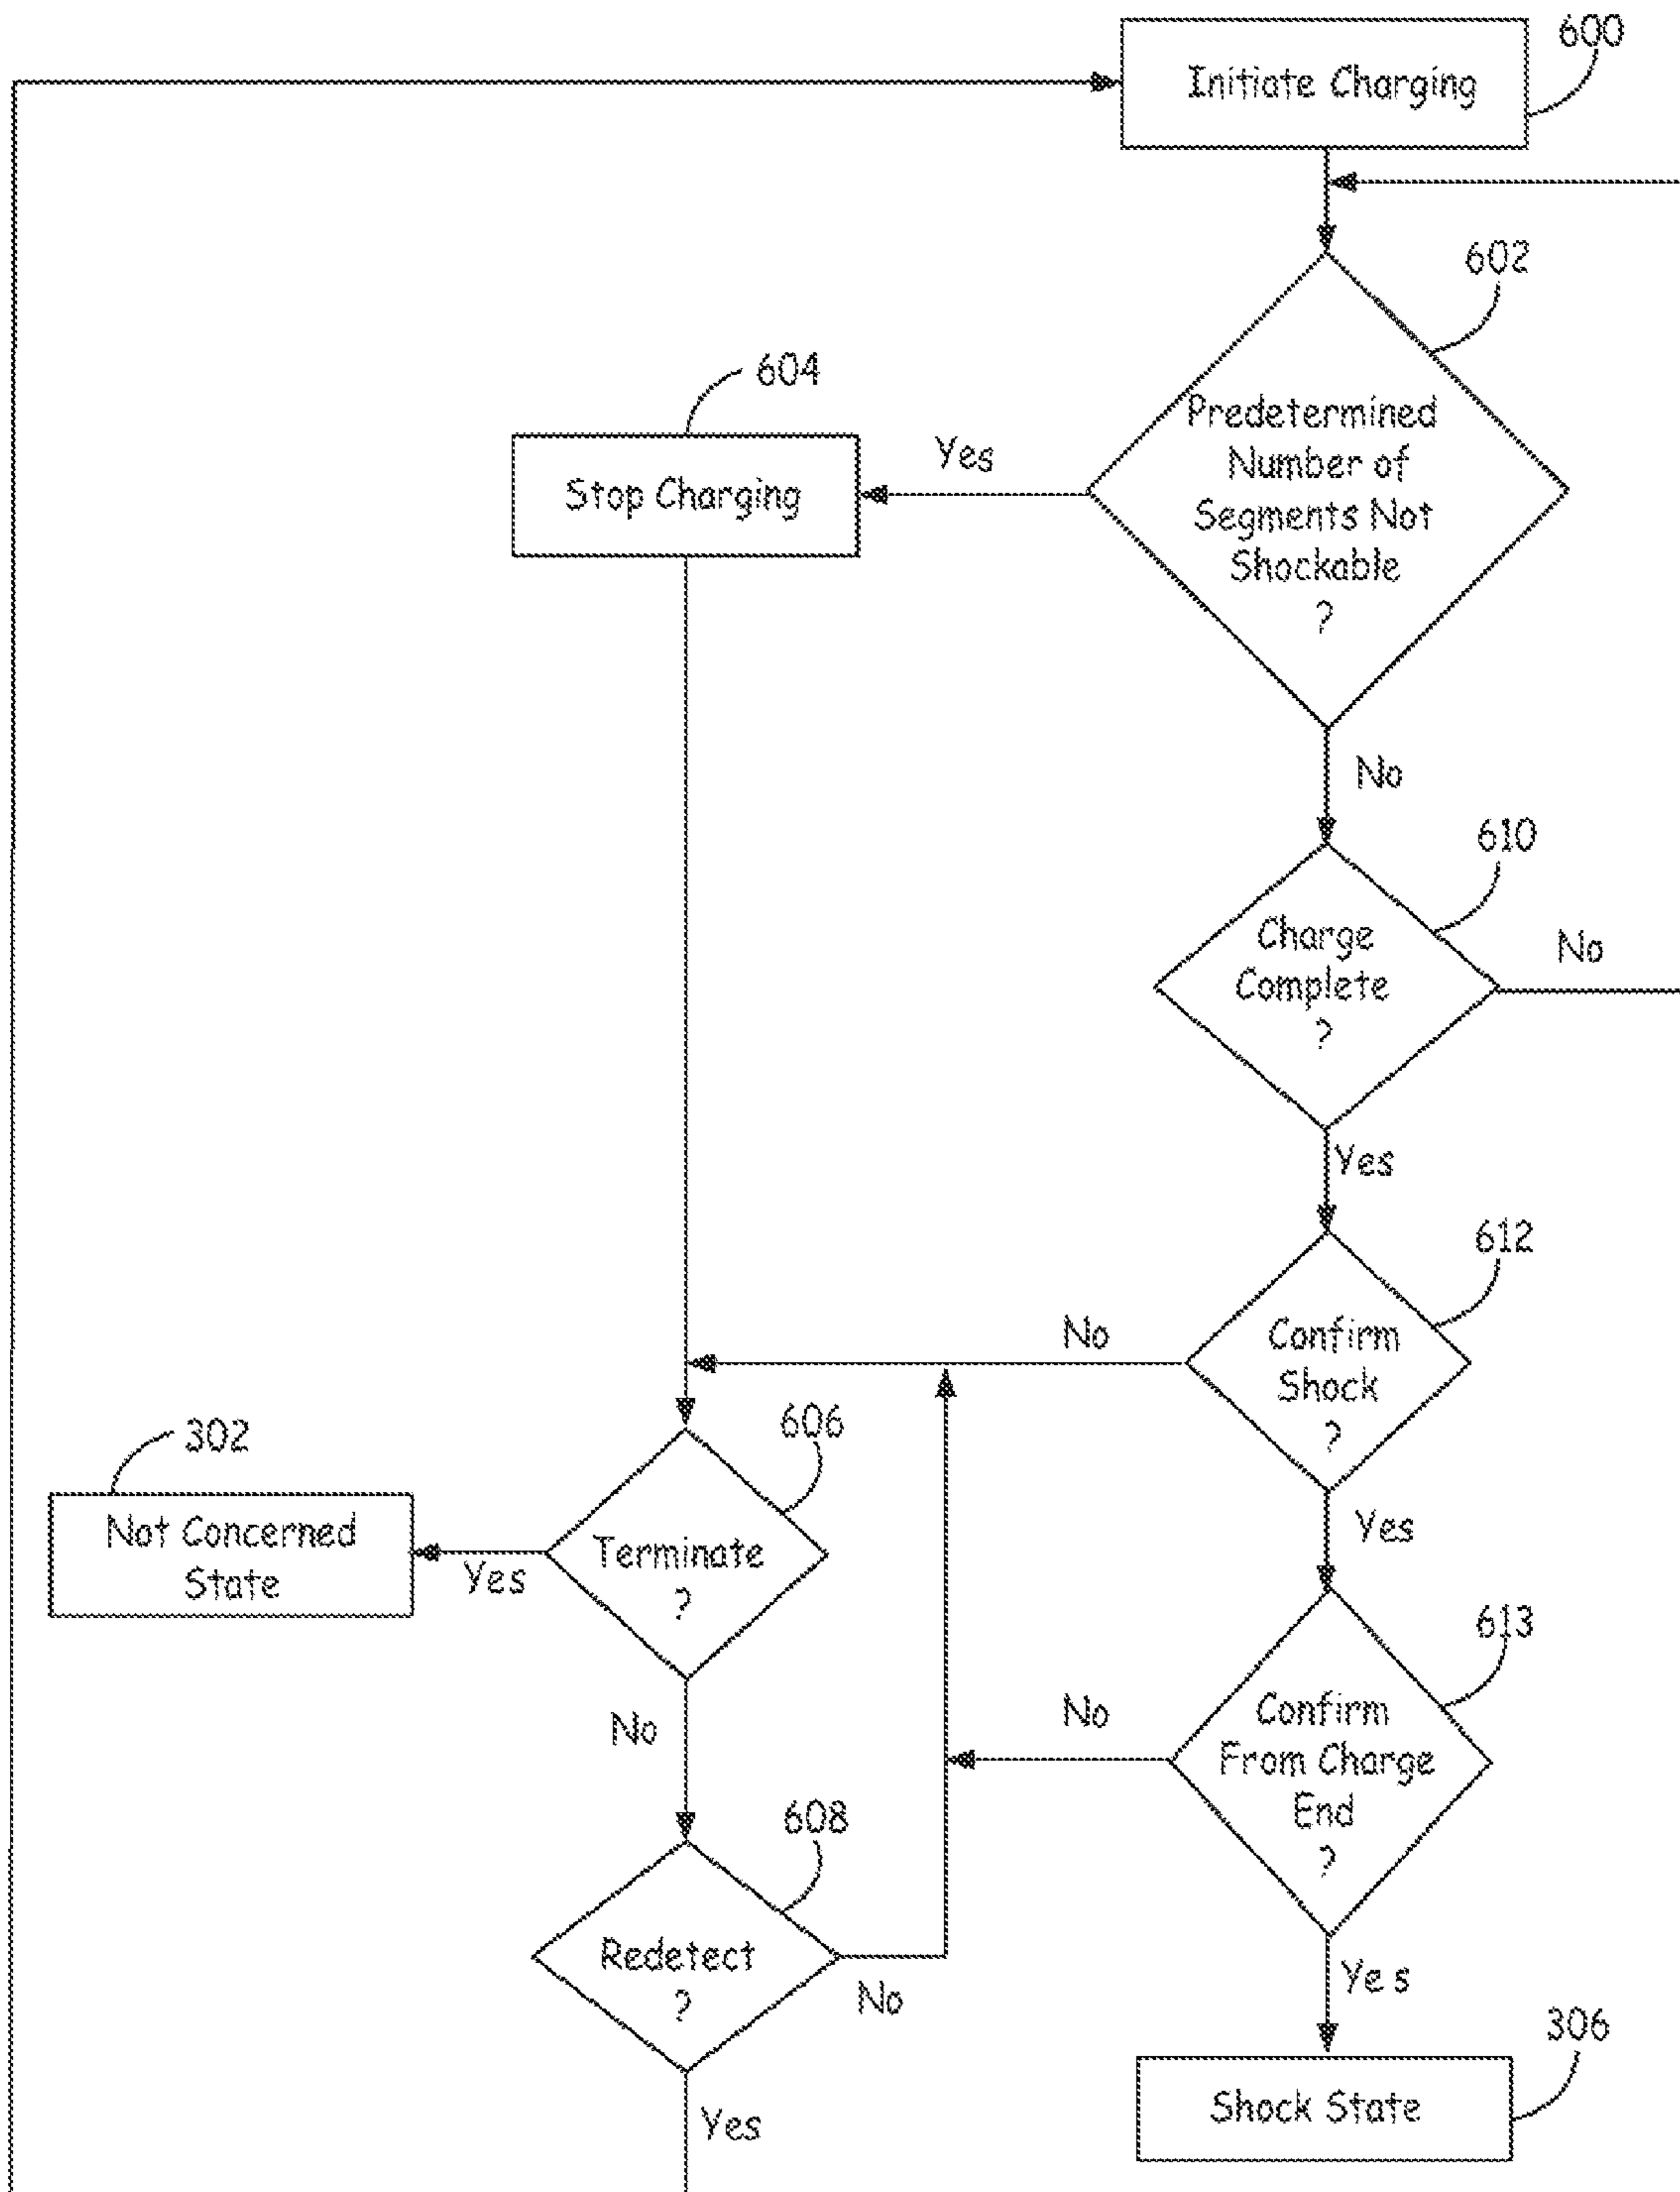 600
Initiate Charging
602
604
Predetermined
Number of
Segments Not
Shockable
?
Yes
Stop Charging
No
610
Charge
Complete
?
No
Yes
612
Confirm
Shock
?
No
606
302
Not Concerned
State
Yes
Terminate
?
Yes
613
No
Confirm
From Charge
End
?
No
608
Redetect
?
No
Yes
306
Shock State
Yes